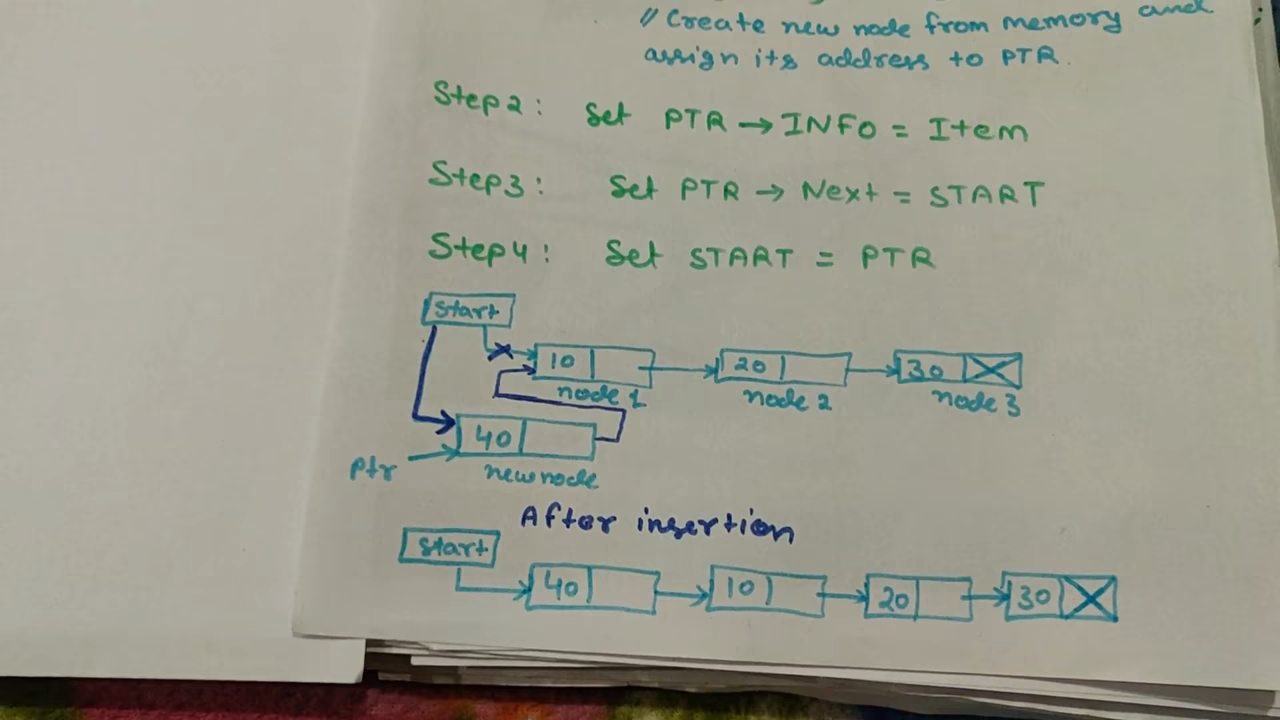 // Create new node from memory and
assign its address to PTR.
Step2: Set PTR → INFO = Item
Step3: Set PTR → Next = START
Step4: Set START = PTR
Start
10
20
30
node 1
node 2
node 3
40
Ptr
new node
After insertion
Start
40
10
20
30